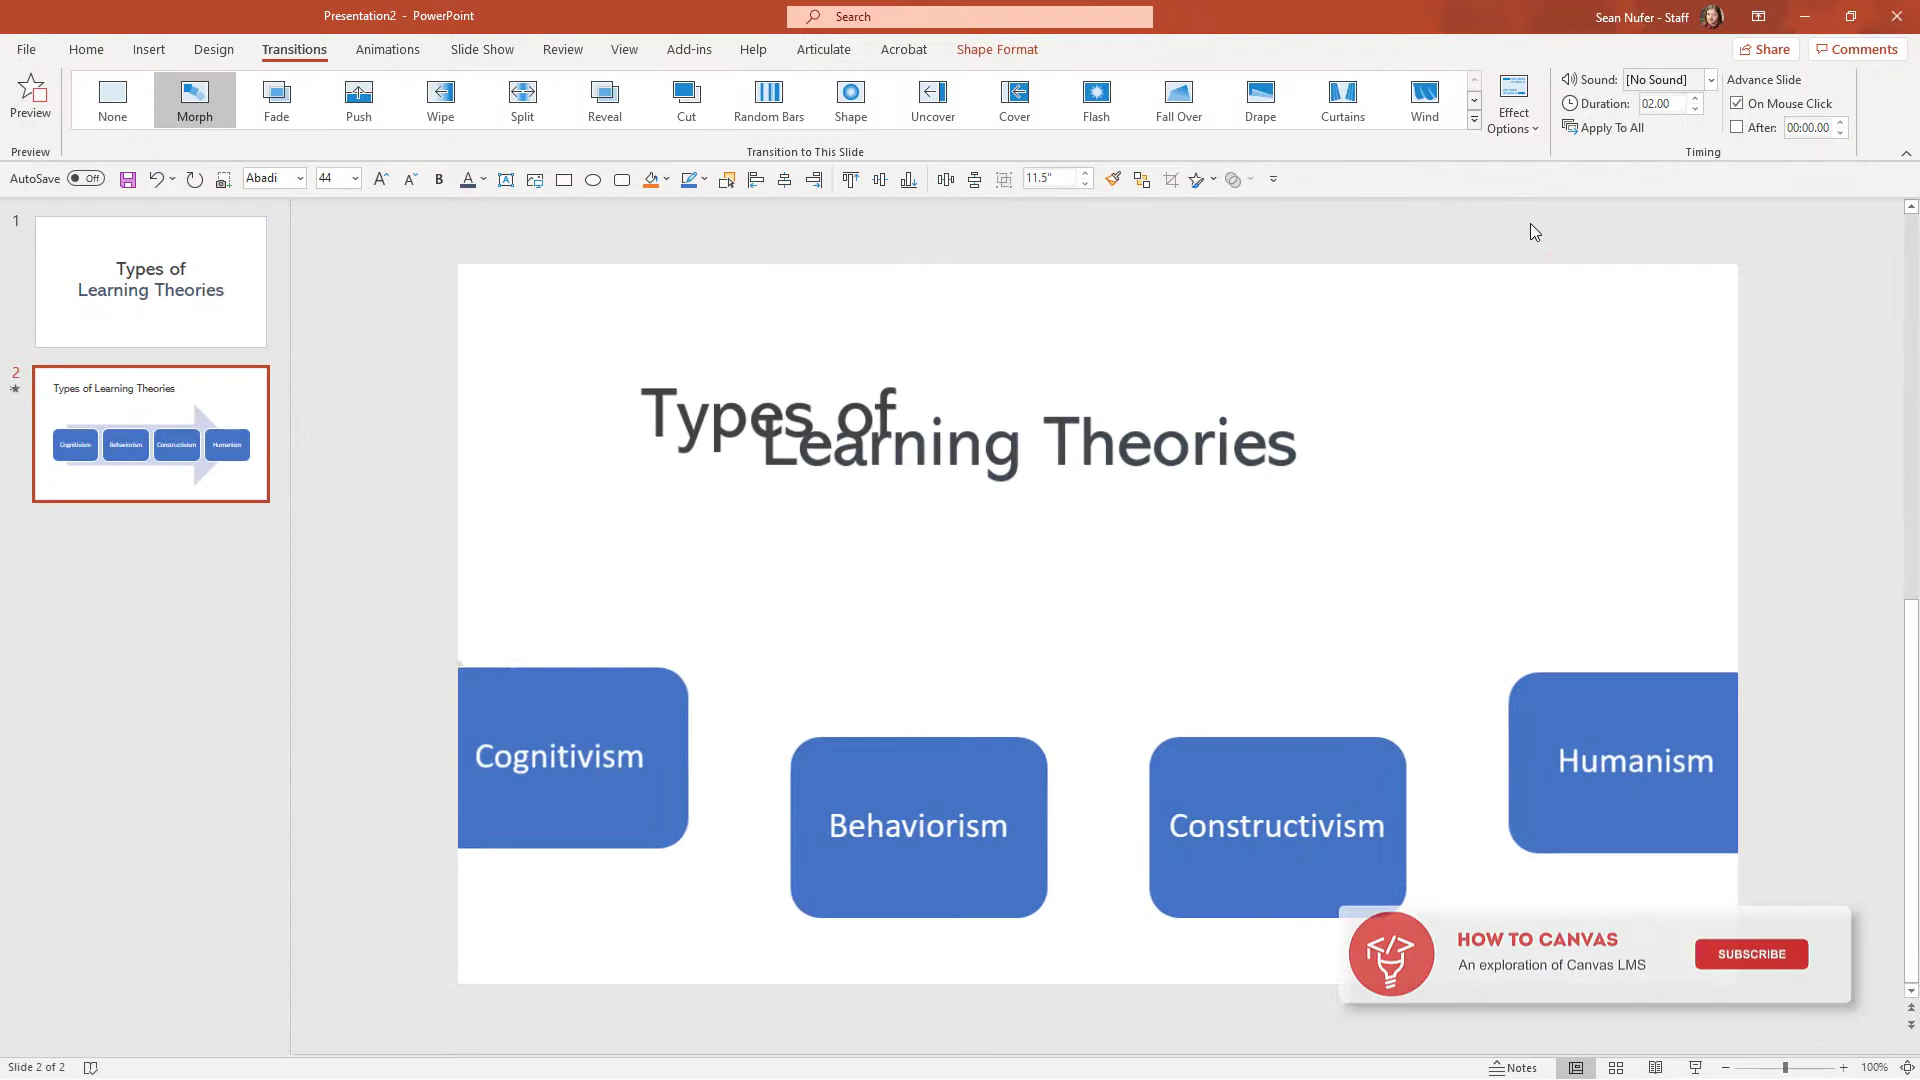 Presentation2 - PowerPoint
Search
Sean Nufer - Staff
File Home Insert Design Transitions Animations Slide Show Review View Add-ins Help Articulate Acrobat Shape Format
Share Comments
Preview
None Morph Fade Push Wipe Split Reveal Cut Random Bars Shape Uncover Cover Flash Fall Over Drape Curtains Wind
Effect
Options
Sound: [No Sound]
Duration: 02.00
Apply To All
Advance Slide
On Mouse Click
After: 00:00.00
Preview
Transition to This Slide
Timing
AutoSave Off
Abadi 44
B
A
11.5"
1
Types of
Learning Theories
2
Types of Learning Theories
Cognitivism Behaviorism Constructivism Humanism
Types of
Learning Theories
Cognitivism
Behaviorism
Constructivism
Humanism
HOW TO CANVAS
An exploration of Canvas LMS
SUBSCRIBE
Slide 2 of 2
Notes
100%